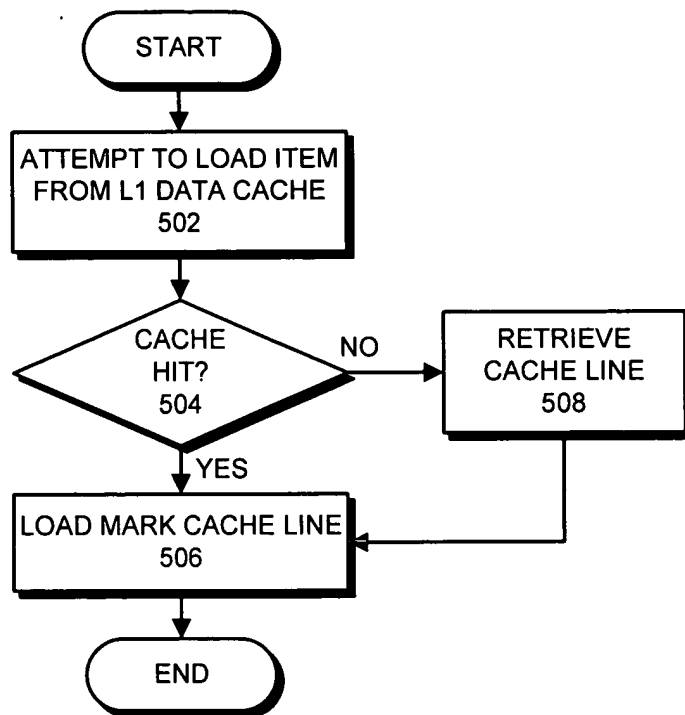 START
ATTEMPT TO LOAD ITEM
FROM L1 DATA CACHE
502
CACHE
HIT?
504
NO
RETRIEVE
CACHE LINE
508
YES
LOAD MARK CACHE LINE
506
END